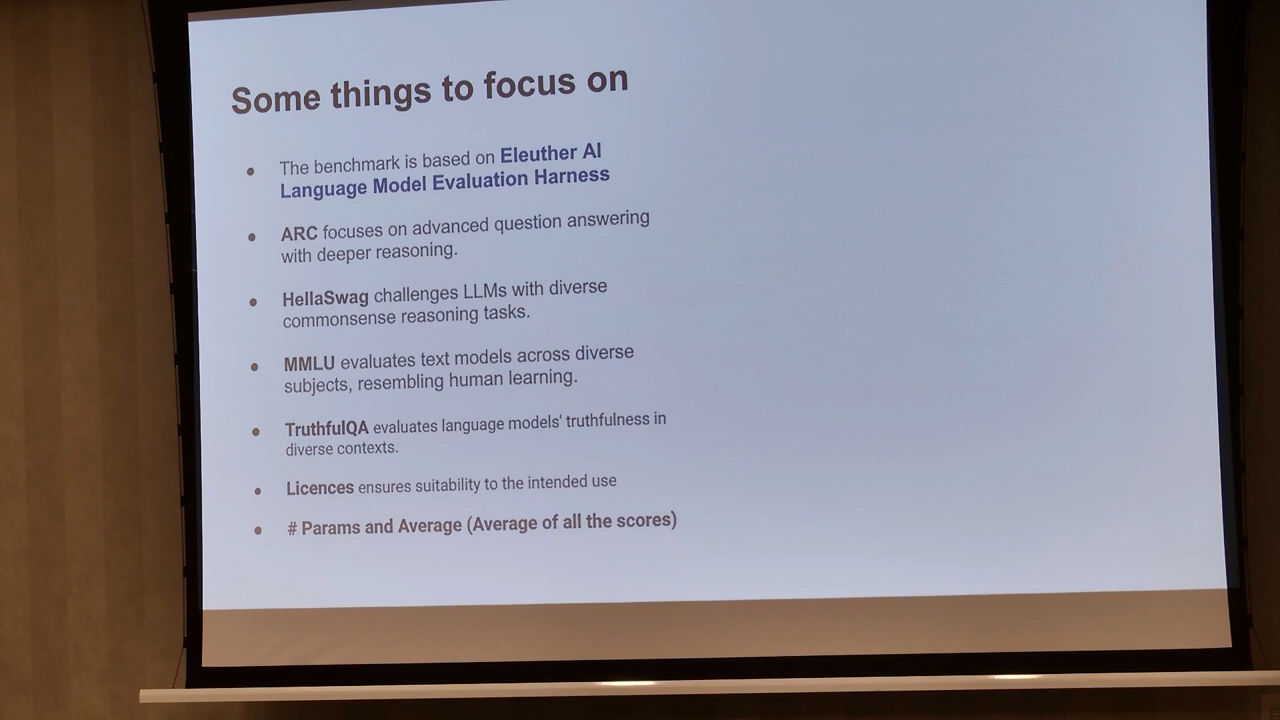 Some things to focus on
• The benchmark is based on Eleuther AI
Language Model Evaluation Harness
• ARC focuses on advanced question answering
with deeper reasoning.
• HellaSwag challenges LLMs with diverse
commonsense reasoning tasks.
• MMLU evaluates text models across diverse
subjects, resembling human learning.
• TruthfulQA evaluates language models' truthfulness in
diverse contexts.
• Licences ensures suitability to the intended use
• # Params and Average (Average of all the scores)